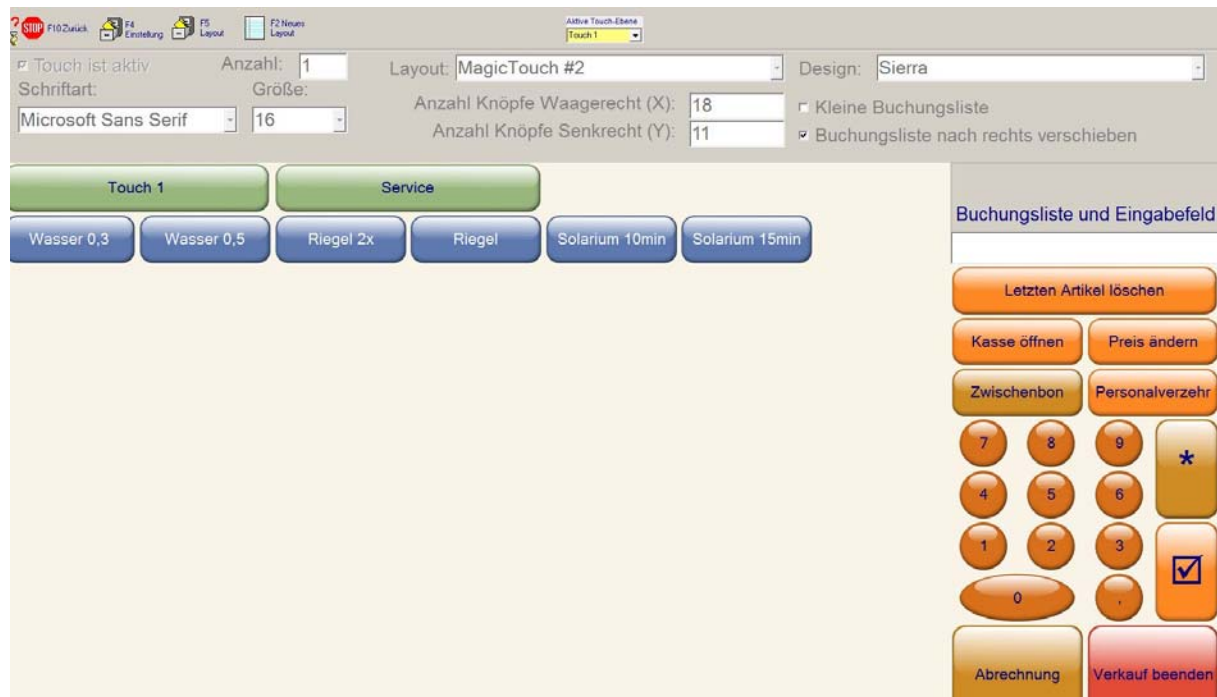 ? STOP F10 Zurück F4 Einstellung F5 Layout F2 Neues Layout
Aktive Touch-Ebene
Touch 1
Touch ist aktiv Anzahl: 1 Layout: MagicTouch #2 Design: Sierra
Schriftart: Größe:
Microsoft Sans Serif 16
Anzahl Knöpfe Waagerecht (X): 18
Anzahl Knöpfe Senkrecht (Y): 11
Kleine Buchungsliste
Buchungsliste nach rechts verschieben
Touch 1 Service
Wasser 0,3 Wasser 0,5 Riegel 2x Riegel Solarium 10min Solarium 15min
Buchungsliste und Eingabefeld
Letzten Artikel löschen
Kasse öffnen Preis ändern
Zwischenbon Personalverzehr
7 8 9 *
4 5 6
1 2 3
0 ,
Abrechnung Verkauf beenden